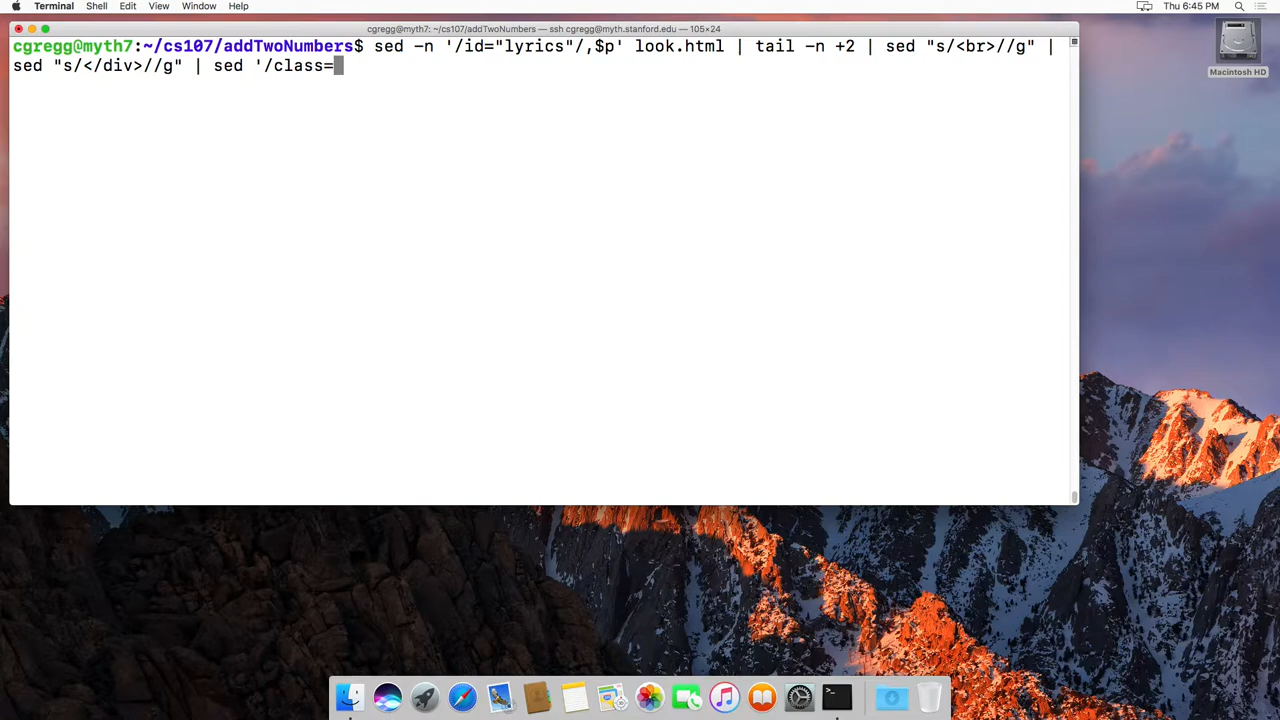 Terminal Shell Edit View Window Help Thu 6:45 PM
cgregg@myth7: ~/cs107/addTwoNumbers — ssh cgregg@myth.stanford.edu — 105×24
cgregg@myth7:~/cs107/addTwoNumbers$ sed -n '/id="lyrics"/,$p' look.html | tail -n +2 | sed "s/<br>//g" |
sed "s/</div>//g" | sed '/class=
Macintosh HD